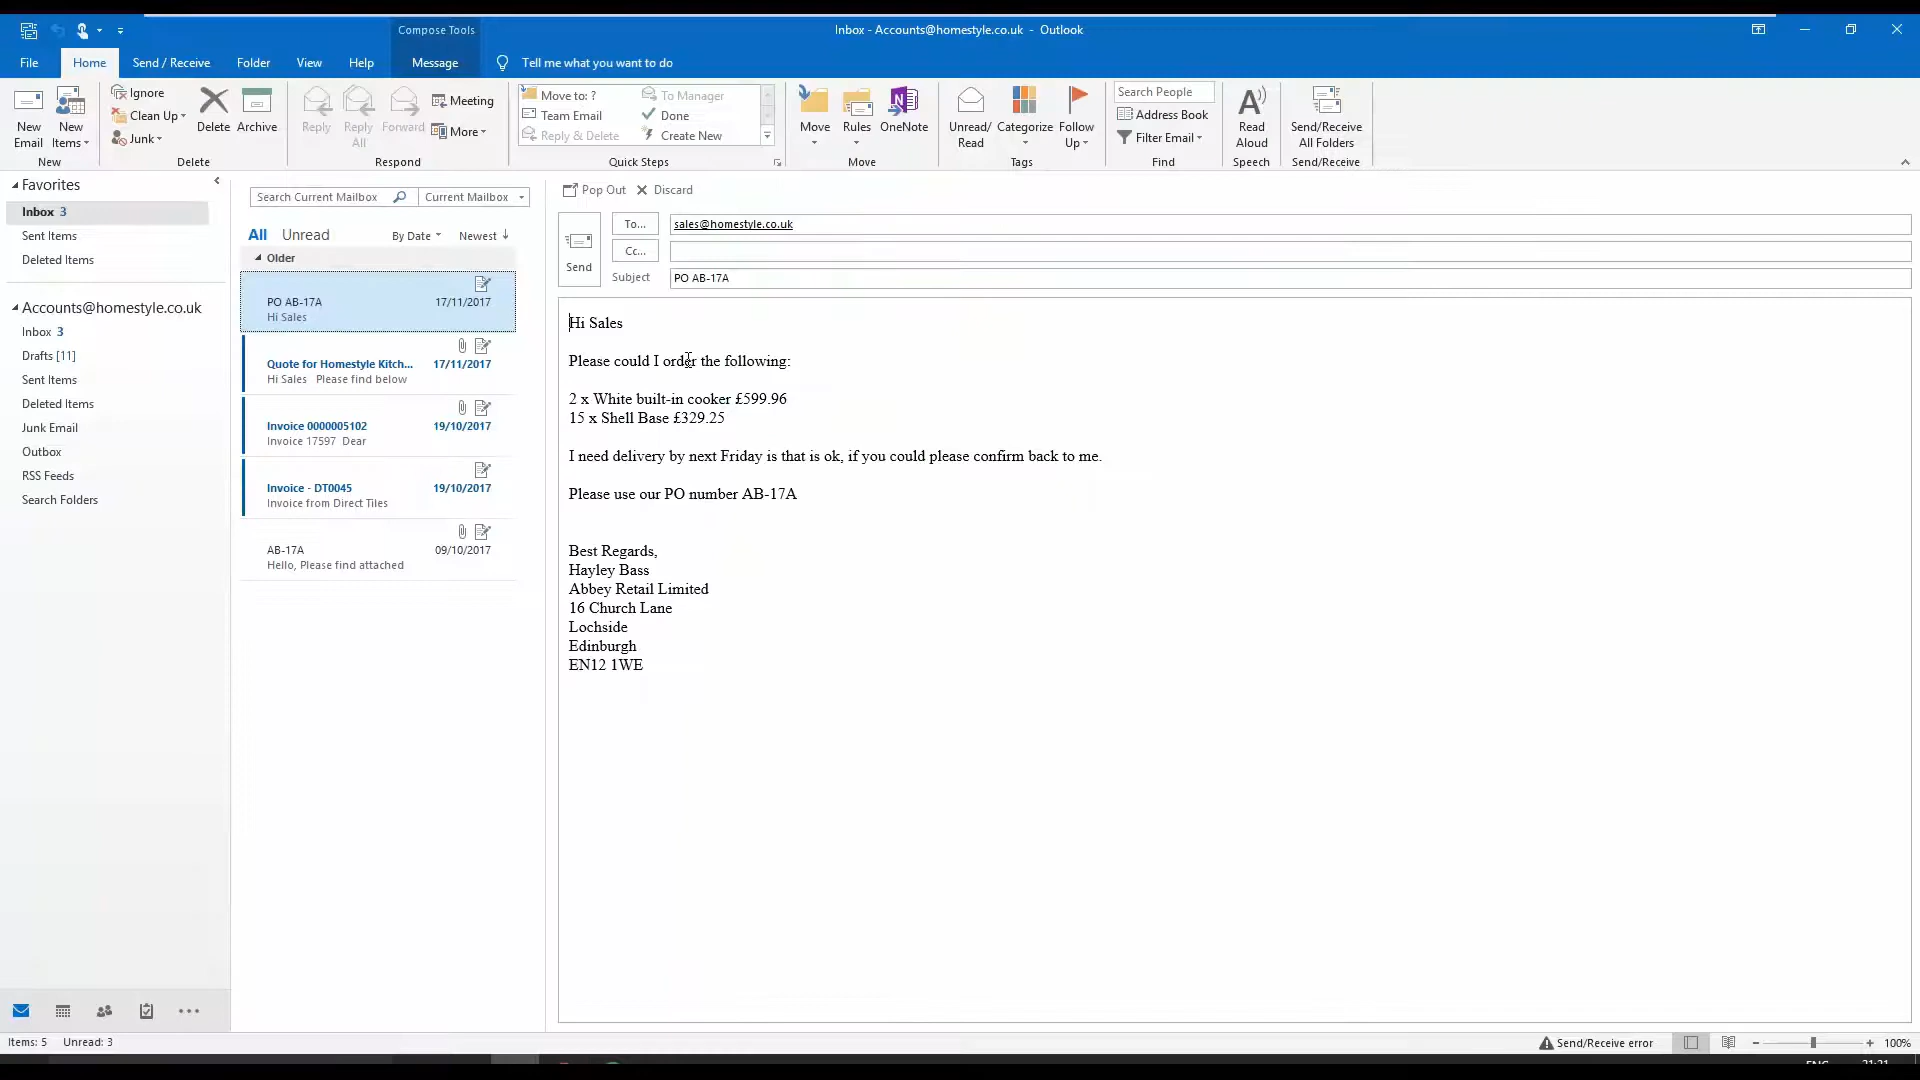 Compose Tools
Inbox - Accounts@homestyle.co.uk - Outlook
File
Home
Send / Receive
Folder
View
Help
Message
Tell me what you want to do
New Email
New Items
New
Ignore
Clean Up
Junk
Delete
Archive
Delete
Reply
Reply All
Forward
Meeting
More
Respond
Move to: ?
Team Email
Reply & Delete
To Manager
Done
Create New
Quick Steps
Move
Rules
OneNote
Move
Unread/ Read
Categorize
Follow Up
Tags
Search People
Address Book
Filter Email
Find
Read Aloud
Speech
Send/Receive All Folders
Send/Receive
Favorites
Inbox 3
Sent Items
Deleted Items
Accounts@homestyle.co.uk
Inbox 3
Drafts [11]
Sent Items
Deleted Items
Junk Email
Outbox
RSS Feeds
Search Folders
Search Current Mailbox
Current Mailbox
All
Unread
By Date
Newest
Older
PO AB-17A
17/11/2017
Hi Sales
Quote for Homestyle Kitch...
17/11/2017
Hi Sales Please find below
Invoice 0000005102
19/10/2017
Invoice 17597 Dear
Invoice - DT0045
19/10/2017
Invoice from Direct Tiles
AB-17A
09/10/2017
Hello, Please find attached
Pop Out
Discard
Send
To...
sales@homestyle.co.uk
Cc...
Subject
PO AB-17A
Hi Sales
Please could I order the following:
2 x White built-in cooker £599.96
15 x Shell Base £329.25
I need delivery by next Friday is that is ok, if you could please confirm back to me.
Please use our PO number AB-17A
Best Regards,
Hayley Bass
Abbey Retail Limited
16 Church Lane
Lochside
Edinburgh
EN12 1WE
Items: 5
Unread: 3
Send/Receive error
100%